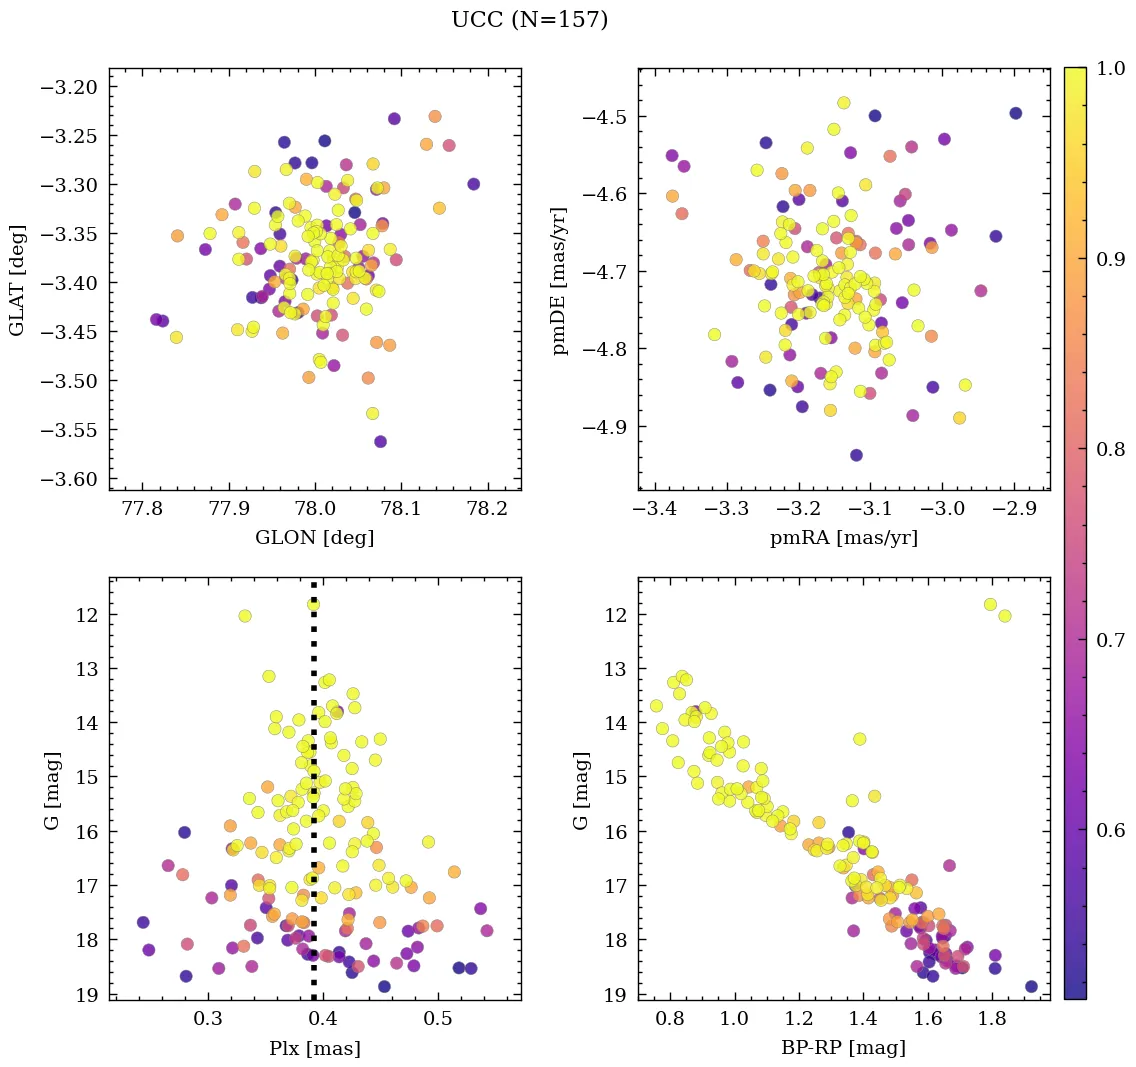 UCC (N=157)
−3.20
−3.25
−3.30
−3.35
−3.40
−3.45
−3.50
−3.55
−3.60
GLAT [deg]
77.8 77.9 78.0 78.1 78.2
GLON [deg]
−4.5
−4.6
−4.7
−4.8
−4.9
pmDE [mas/yr]
−3.4 −3.3 −3.2 −3.1 −3.0 −2.9
pmRA [mas/yr]
12
13
14
15
16
17
18
19
G [mag]
0.3 0.4 0.5
Plx [mas]
12
13
14
15
16
17
18
19
G [mag]
0.8 1.0 1.2 1.4 1.6 1.8
BP-RP [mag]
1.0
0.9
0.8
0.7
0.6